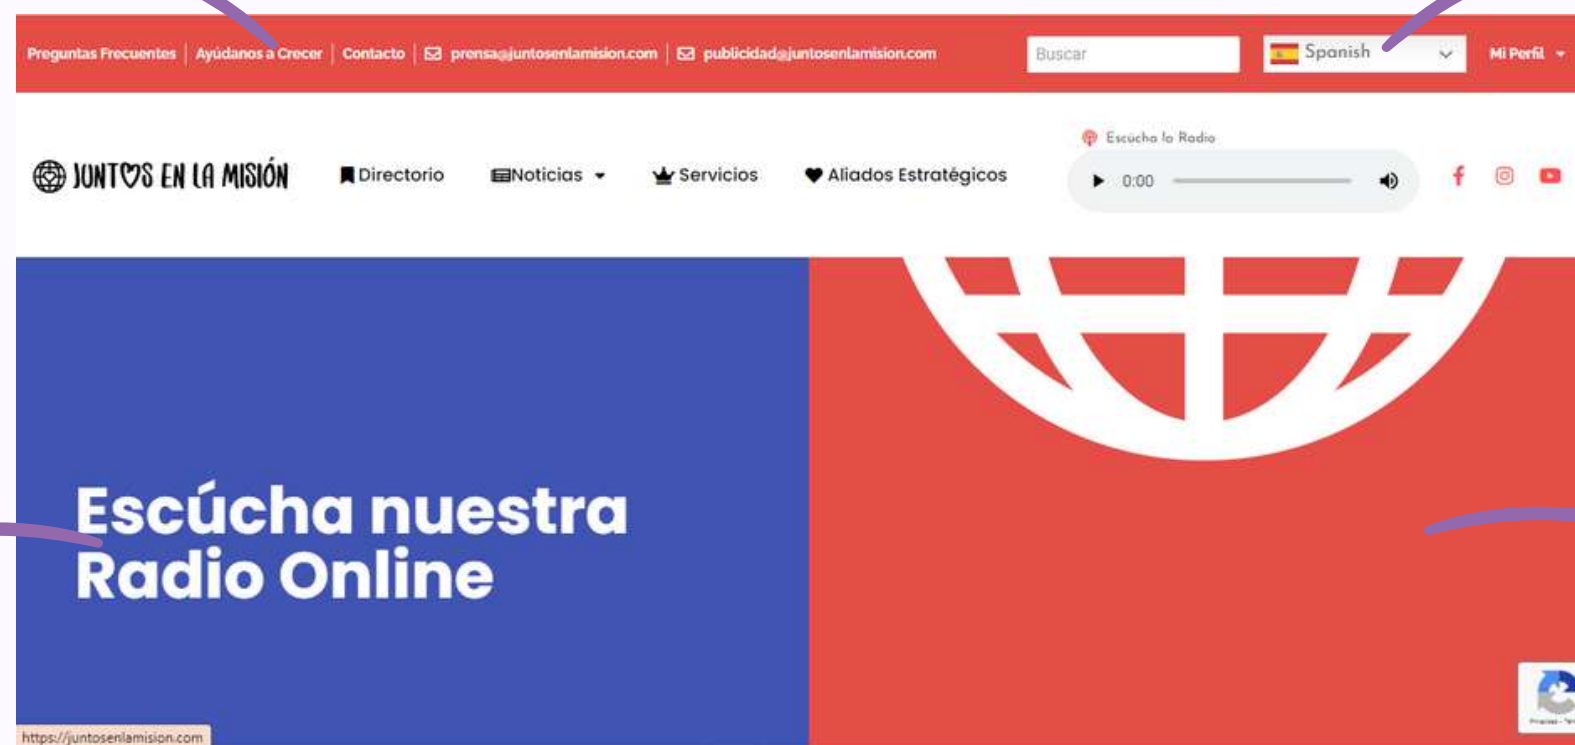 Preguntas Frecuentes | Ayúdanos a Crecer | Contacto | prensa@juntosenlamision.com | publicidad@juntosenlamision.com
Buscar
Spanish
Mi Perfil
JUNTOS EN LA MISIÓN
Directorio
Noticias
Servicios
Aliados Estratégicos
Escucha la Radio
0:00
Escúcha nuestra
Radio Online
https://juntosenlamision.com